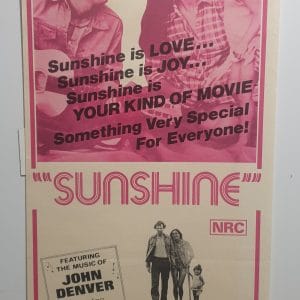 Sunshine is LOVE...
Sunshine is JOY...
Sunshine is
YOUR KIND OF MOVIE
Something Very Special
For Everyone!
""SUNSHINE""
NRC
FEATURING
THE MUSIC OF
JOHN
DENVER